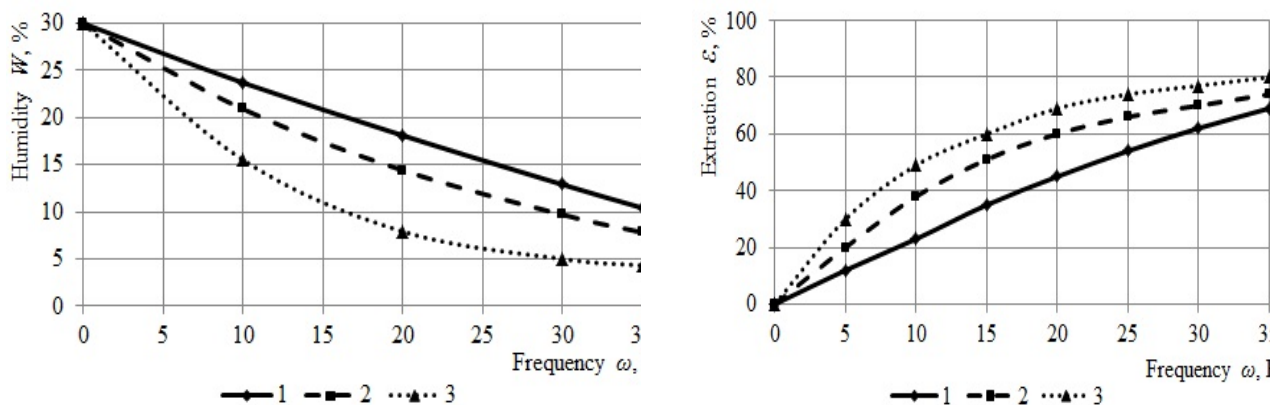 Humidity W, %
30
25
20
15
10
5
0
0 5 10 15 20 25 30 3
Frequency ω,
1 2 3
Extraction ε, %
100
80
60
40
20
0
0 5 10 15 20 25 30 3
Frequency ω, 
1 2 3